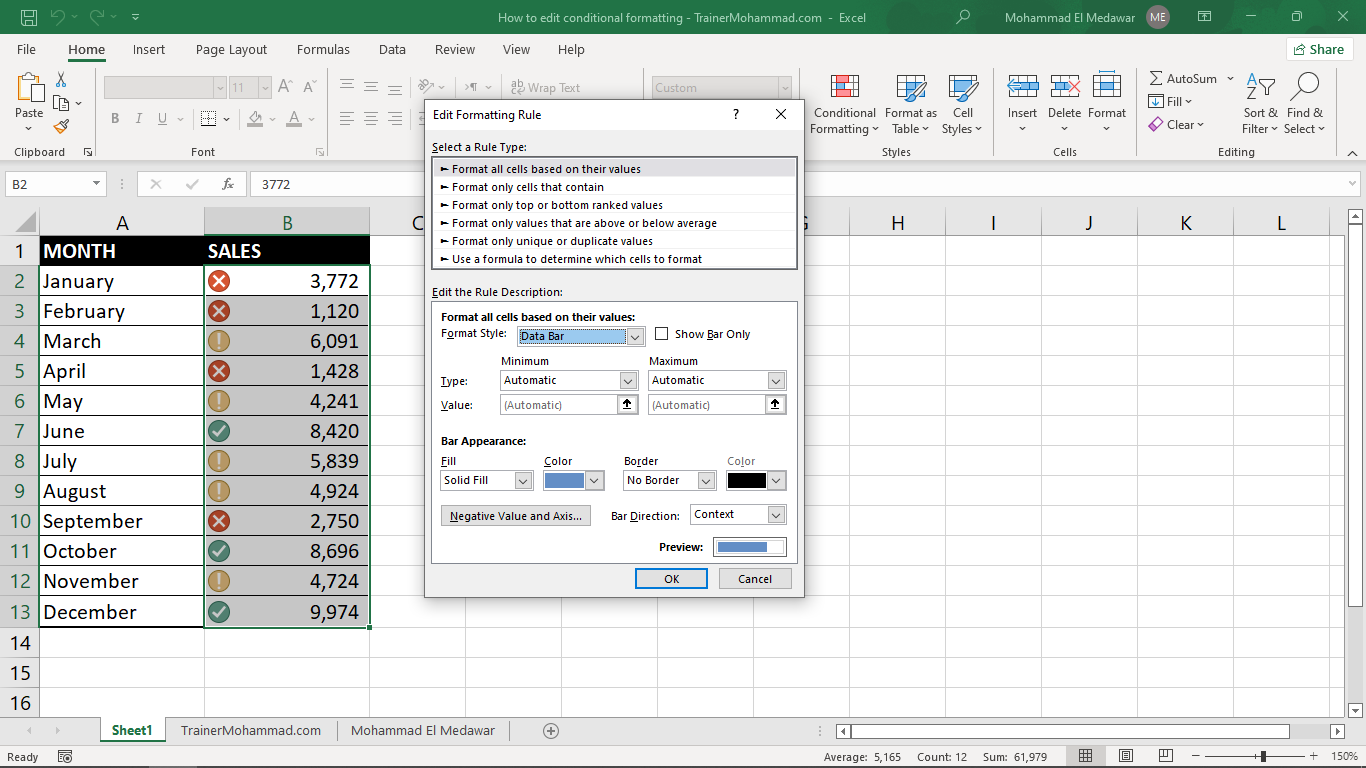 How to edit conditional formatting - TrainerMohammad.com - Excel
Mohammad El Medawar
ME
File Home Insert Page Layout Formulas Data Review View Help
Share
Paste
Clipboard
11
Font
ab Wrap Text
Custom
Conditional Formatting
Format as Table
Cell Styles
Styles
Insert
Delete
Format
Cells
AutoSum
Fill
Clear
Sort & Filter
Find & Select
Editing
B2
fx
3772
A B C G H I J K L
1 MONTH SALES
2 January 3,772
3 February 1,120
4 March 6,091
5 April 1,428
6 May 4,241
7 June 8,420
8 July 5,839
9 August 4,924
10 September 2,750
11 October 8,696
12 November 4,724
13 December 9,974
14
15
16
Edit Formatting Rule
?
Select a Rule Type:
► Format all cells based on their values
► Format only cells that contain
► Format only top or bottom ranked values
► Format only values that are above or below average
► Format only unique or duplicate values
► Use a formula to determine which cells to format
Edit the Rule Description:
Format all cells based on their values:
Format Style: Data Bar Show Bar Only
Minimum Maximum
Type: Automatic Automatic
Value: (Automatic) (Automatic)
Bar Appearance:
Fill Color Border Color
Solid Fill No Border
Negative Value and Axis... Bar Direction: Context
Preview:
OK Cancel
Sheet1 TrainerMohammad.com Mohammad El Medawar
Ready
Average: 5,165 Count: 12 Sum: 61,979
150%